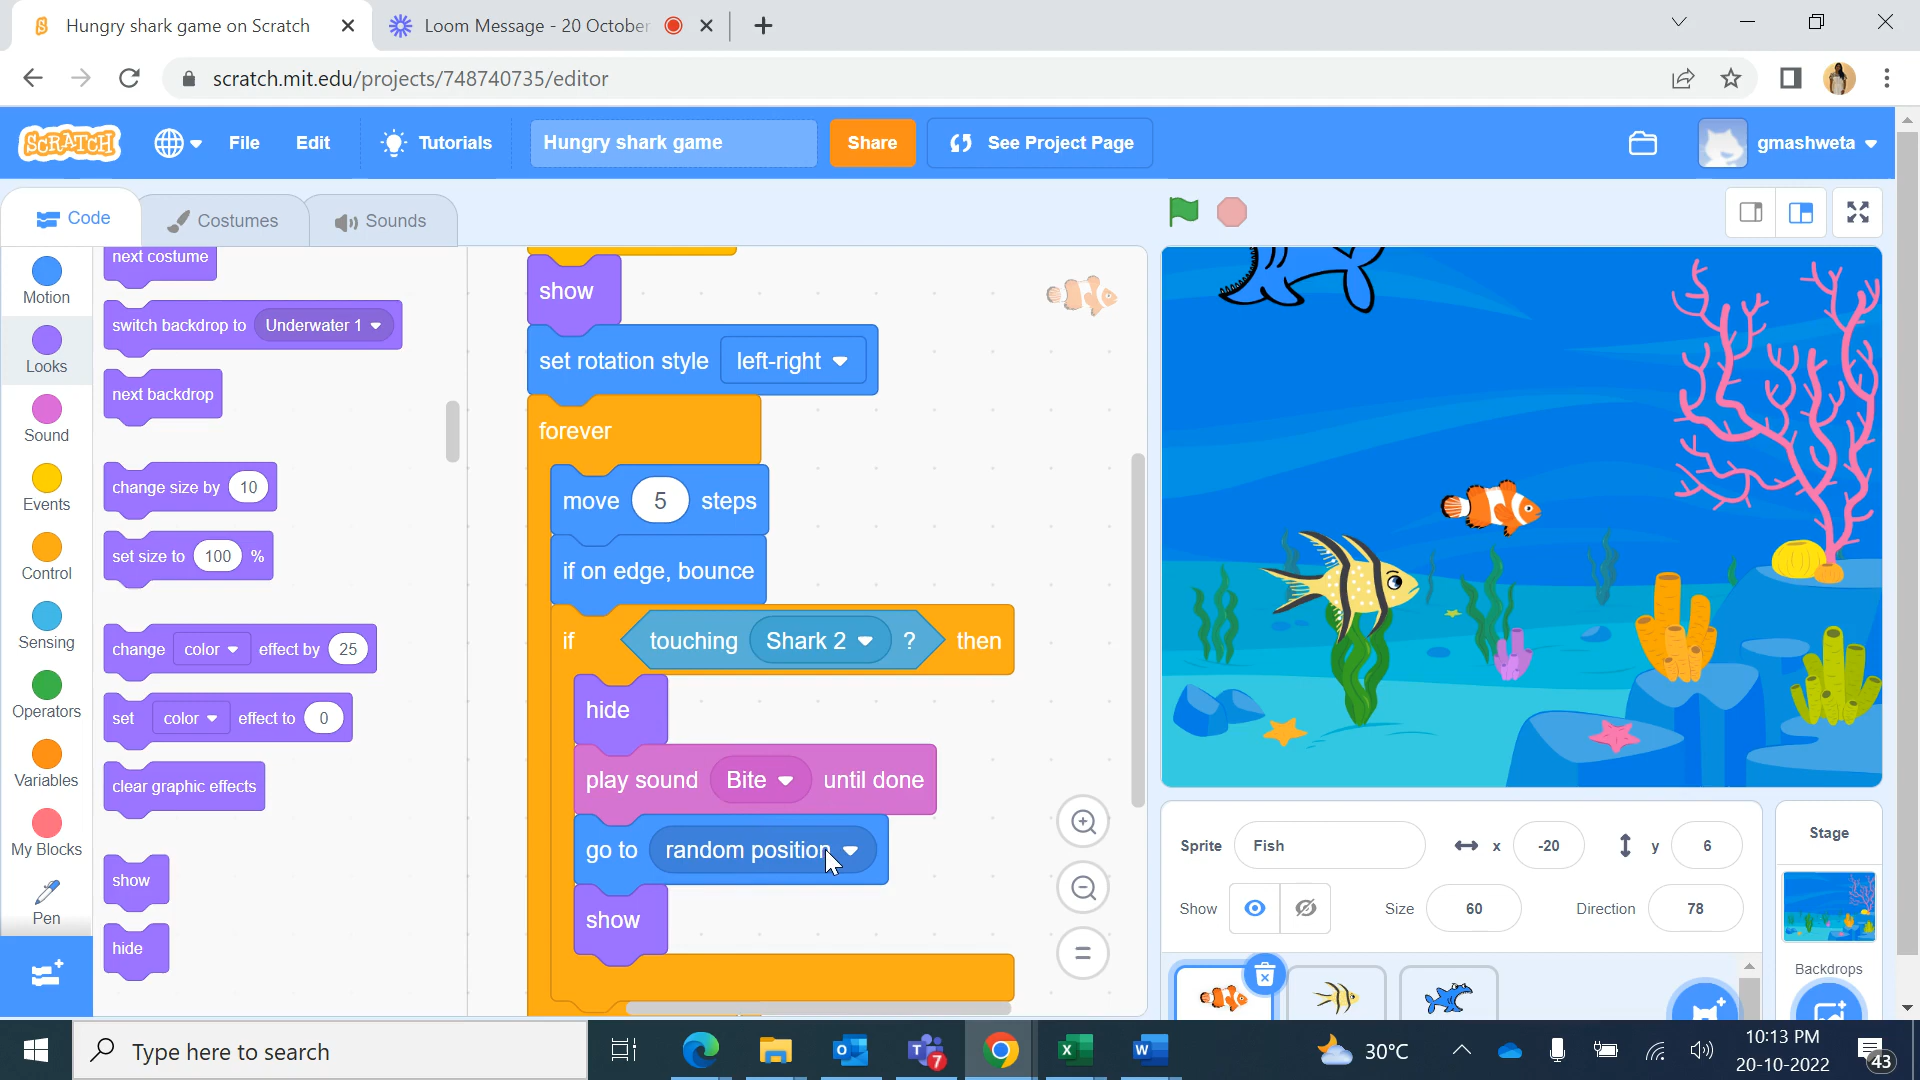 Hungry shark game on Scratch
Loom Message - 20 October
scratch.mit.edu/projects/748740735/editor
SCRATCH
File
Edit
Tutorials
Hungry shark game
Share
See Project Page
gmashweta
Code
Costumes
Sounds
Motion
Looks
Sound
Events
Control
Sensing
Operators
Variables
My Blocks
Pen
next costume
switch backdrop to Underwater 1
next backdrop
change size by 10
set size to 100 %
change color effect by 25
set color effect to 0
clear graphic effects
show
hide
show
set rotation style left-right
forever
move 5 steps
if on edge, bounce
if touching Shark 2 ? then
hide
play sound Bite until done
go to random position
show
Sprite Fish x -20 y 6
Show Size 60 Direction 78
Stage
Backdrops
Type here to search
7
30°C
10:13 PM
20-10-2022
43